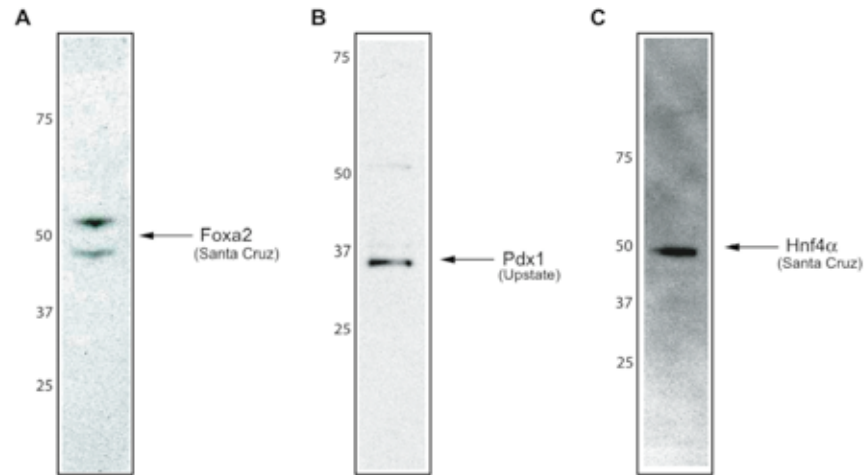 A
75
50
37
25
Foxa2
(Santa Cruz)
B
75
50
37
25
Pdx1
(Upstate)
C
75
50
37
25
Hnf4α
(Santa Cruz)